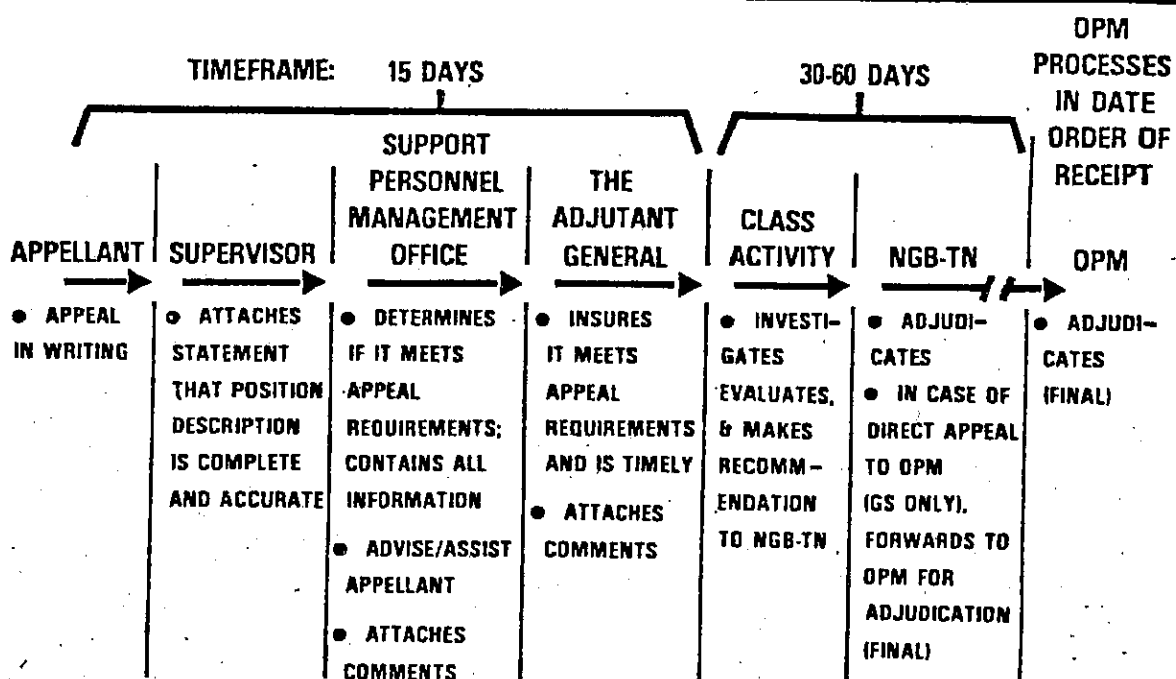 TIMEFRAME: 15 DAYS
30-60 DAYS
OPM
PROCESSES
IN DATE
ORDER OF
RECEIPT
APPELLANT
● APPEAL
IN WRITING
SUPERVISOR
● ATTACHES
STATEMENT
THAT POSITION
DESCRIPTION
IS COMPLETE
AND ACCURATE
SUPPORT
PERSONNEL
MANAGEMENT
OFFICE
● DETERMINES
IF IT MEETS
APPEAL
REQUIREMENTS;
CONTAINS ALL
INFORMATION
● ADVISE/ASSIST
APPELLANT
● ATTACHES
COMMENTS
THE
ADJUTANT
GENERAL
● INSURES
IT MEETS
APPEAL
REQUIREMENTS
AND IS TIMELY
● ATTACHES
COMMENTS
CLASS
ACTIVITY
● INVESTI-
GATES
EVALUATES,
& MAKES
RECOMM-
ENDATION
TO NGB-TN
NGB-TN
● ADJUDI-
CATES
● IN CASE OF
DIRECT APPEAL
TO OPM
(GS ONLY),
FORWARDS TO
OPM FOR
ADJUDICATION
(FINAL)
OPM
● ADJUDI-
CATES
(FINAL)